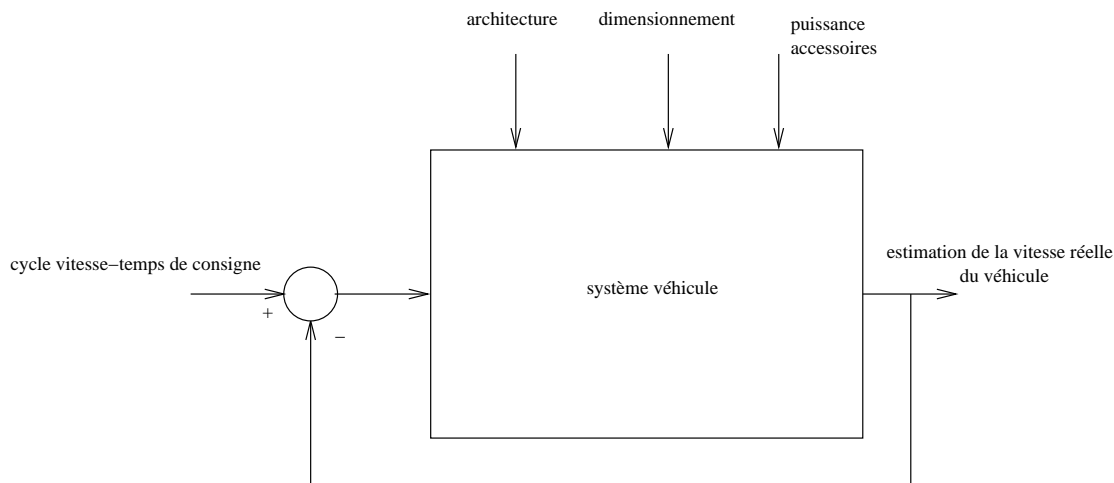 architecture
dimensionnement
puissance
accessoires
cycle vitesse−temps de consigne
système véhicule
estimation de la vitesse réelle
du véhicule
+
−